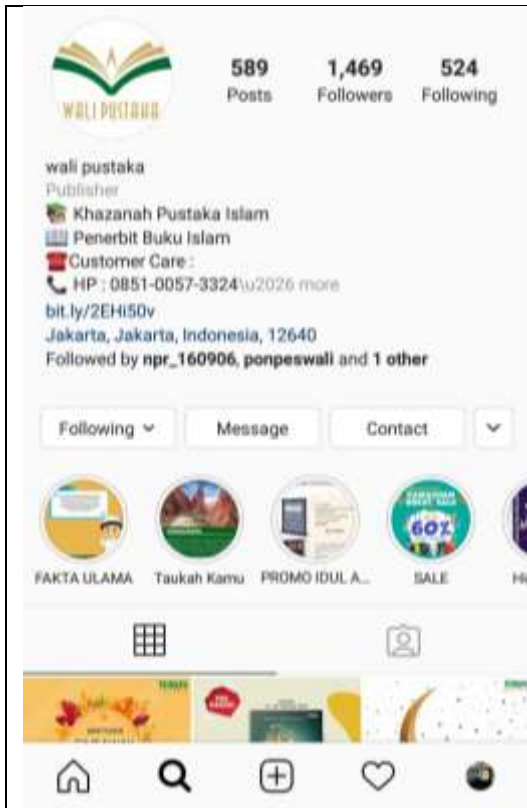 WALI PUSTAKA
589 1,469 524
Posts Followers Following
wali pustaka
Publisher
Khazanah Pustaka Islam
Penerbit Buku Islam
Customer Care :
HP : 0851-0057-3324\u2026 more
bit.ly/2EHi50v
Jakarta, Jakarta, Indonesia, 12640
Followed by npr_160906, ponpeswali and 1 other
Following Message Contact
60%
FAKTA ULAMA Taukah Kamu PROMO IDUL A... SALE